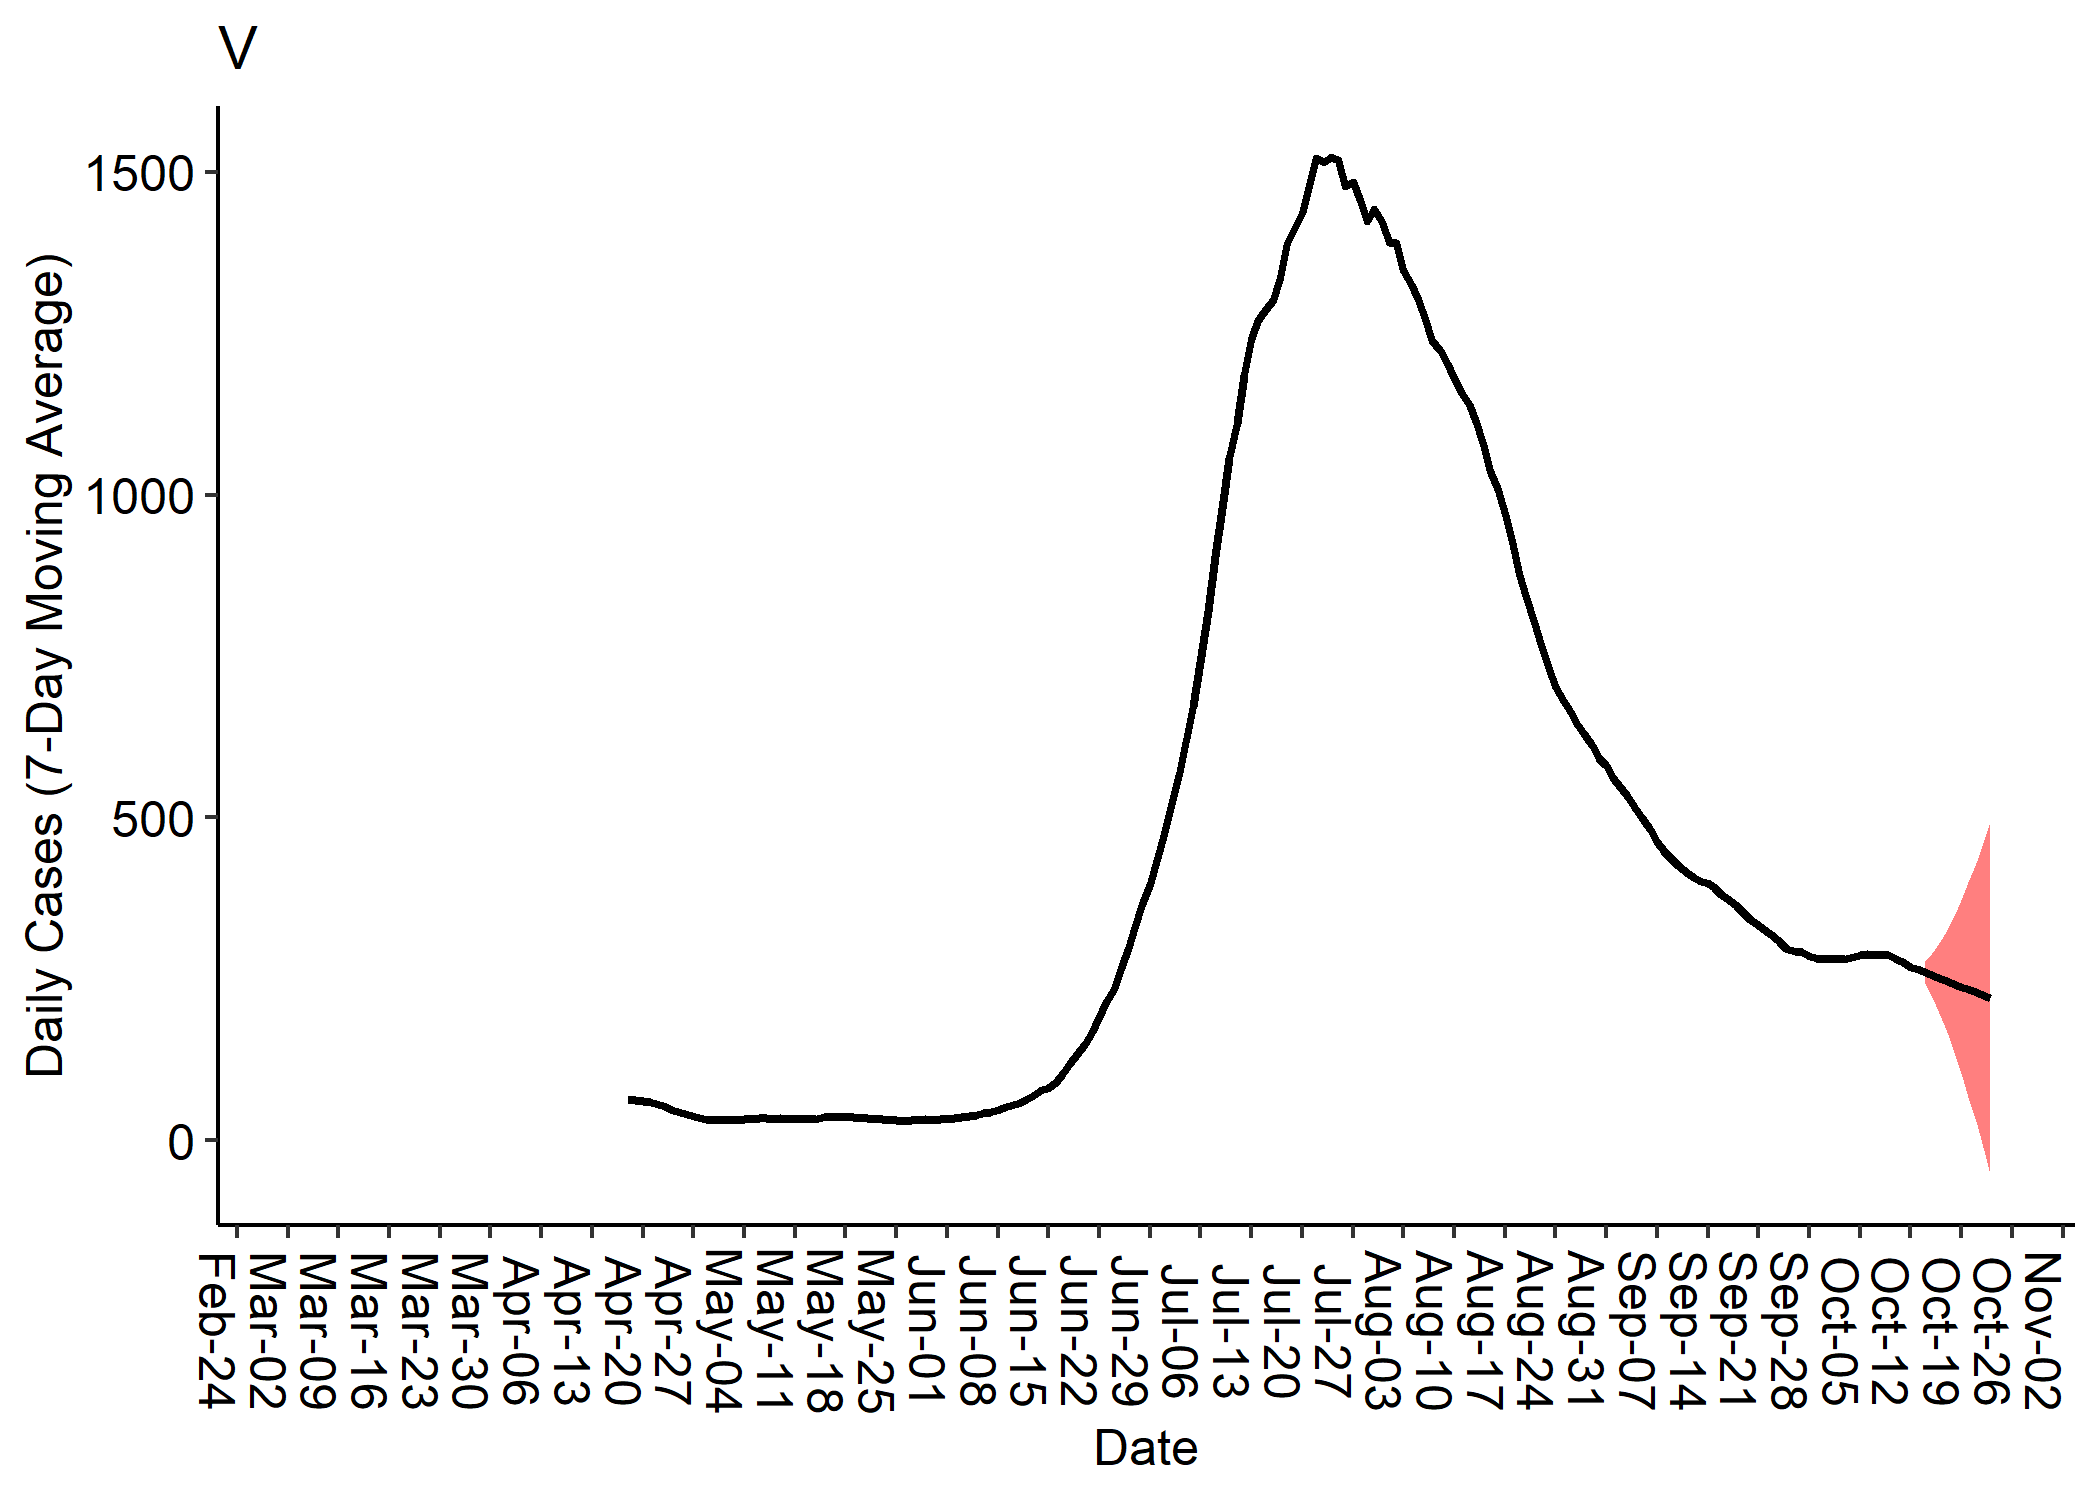 V
Daily Cases (7-Day Moving Average)
1500
1000
500
0
Feb-24
Mar-02
Mar-09
Mar-16
Mar-23
Mar-30
Apr-06
Apr-13
Apr-20
Apr-27
May-04
May-11
May-18
May-25
Jun-01
Jun-08
Jun-15
Jun-22
Jun-29
Jul-06
Jul-13
Jul-20
Jul-27
Aug-03
Aug-10
Aug-17
Aug-24
Aug-31
Sep-07
Sep-14
Sep-21
Sep-28
Oct-05
Oct-12
Oct-19
Oct-26
Nov-02
Date